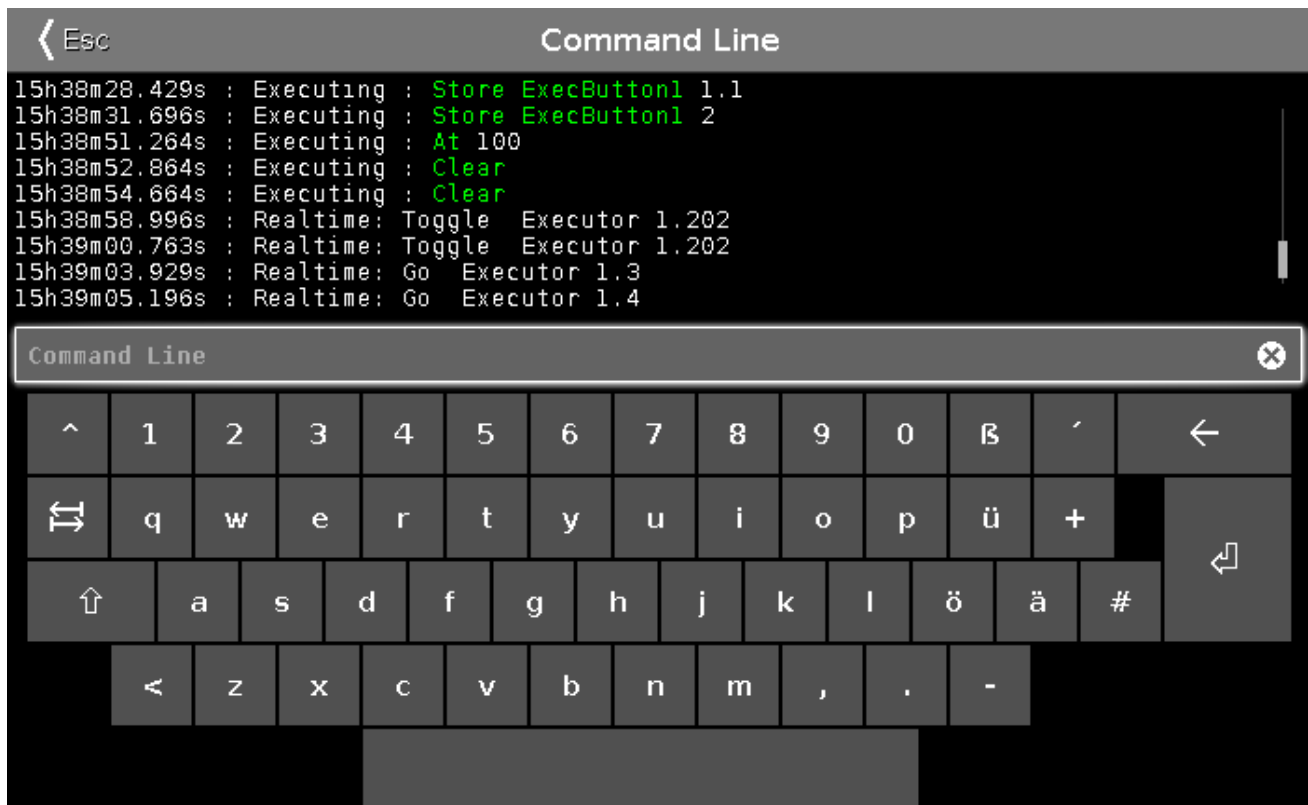 Esc
Command Line
15h38m28.429s : Executing : Store ExecButton1 1.1
15h38m31.696s : Executing : Store ExecButton1 2
15h38m51.264s : Executing : At 100
15h38m52.864s : Executing : Clear
15h38m54.664s : Executing : Clear
15h38m58.996s : Realtime: Toggle  Executor 1.202
15h39m00.763s : Realtime: Toggle  Executor 1.202
15h39m03.929s : Realtime: Go  Executor 1.3
15h39m05.196s : Realtime: Go  Executor 1.4
Command Line
^ 1 2 3 4 5 6 7 8 9 0 ß ´ ←
q w e r t y u i o p ü +
a s d f g h j k l ö ä #
< z x c v b n m , . -